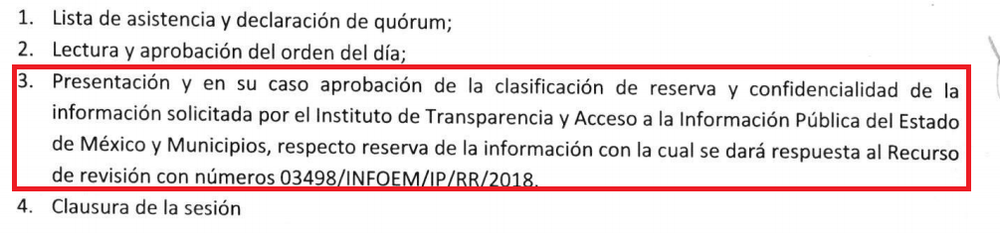 1. Lista de asistencia y declaración de quórum;
2. Lectura y aprobación del orden del día;
3. Presentación y en su caso aprobación de la clasificación de reserva y confidencialidad de la
información solicitada por el Instituto de Transparencia y Acceso a la Información Pública del Estado
de México y Municipios, respecto reserva de la información con la cual se dará respuesta al Recurso
de revisión con números 03498/INFOEM/IP/RR/2018.
4. Clausura de la sesión